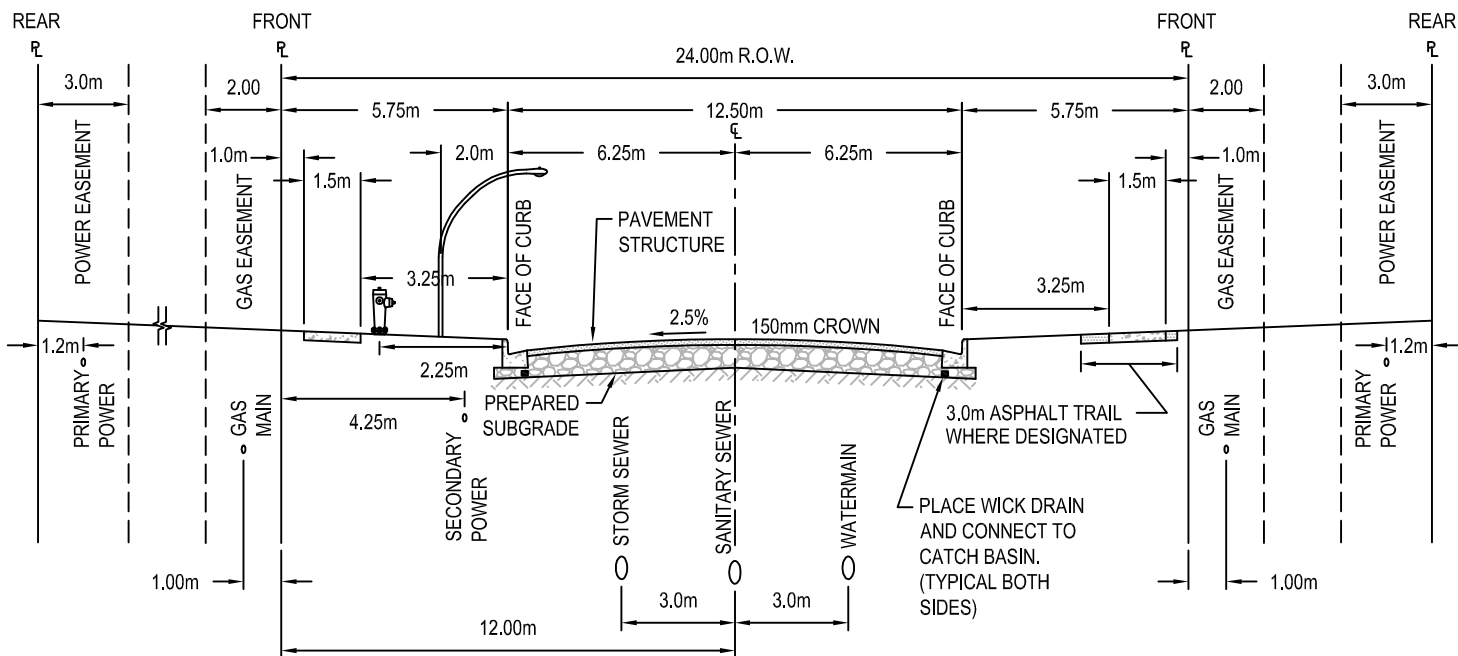 REAR
FRONT
FRONT
REAR
PL
PL
PL
PL
24.00m R.O.W.
3.0m
2.00
2.00
3.0m
5.75m
12.50m
5.75m
CL
1.0m
2.0m
6.25m
6.25m
1.0m
1.5m
1.5m
POWER EASEMENT
GAS EASEMENT
FACE OF CURB
PAVEMENT
STRUCTURE
FACE OF CURB
GAS EASEMENT
POWER EASEMENT
3.25m
3.25m
2.5%
150mm CROWN
1.2m
1.2m
2.25m
PRIMARY
POWER
GAS
MAIN
4.25m
PREPARED
SUBGRADE
3.0m ASPHALT TRAIL
WHERE DESIGNATED
GAS
MAIN
PRIMARY
POWER
SECONDARY
POWER
STORM SEWER
SANITARY SEWER
WATERMAIN
PLACE WICK DRAIN
AND CONNECT TO
CATCH BASIN.
(TYPICAL BOTH
SIDES)
1.00m
1.00m
3.0m
3.0m
12.00m